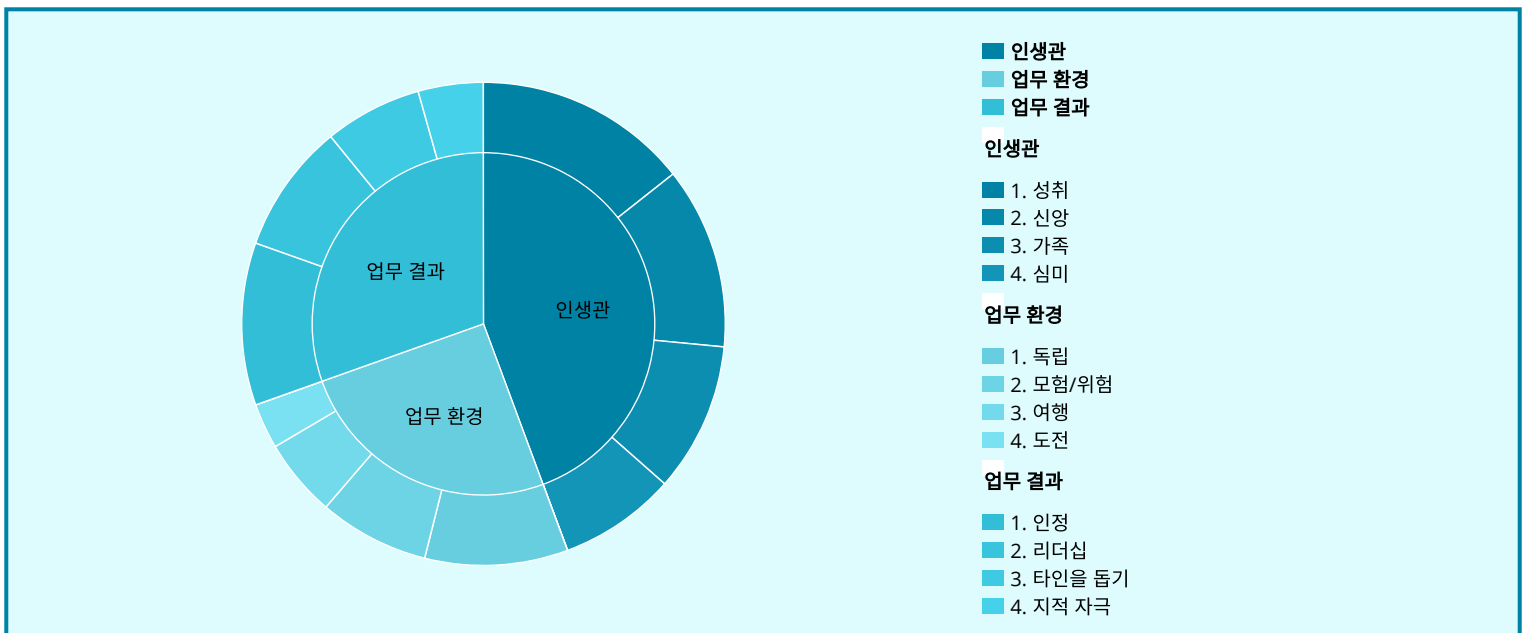 업무 결과
인생관
업무 환경
인생관
업무 환경
업무 결과
인생관
1. 성취
2. 신앙
3. 가족
4. 심미
업무 환경
1. 독립
2. 모험/위험
3. 여행
4. 도전
업무 결과
1. 인정
2. 리더십
3. 타인을 돕기
4. 지적 자극